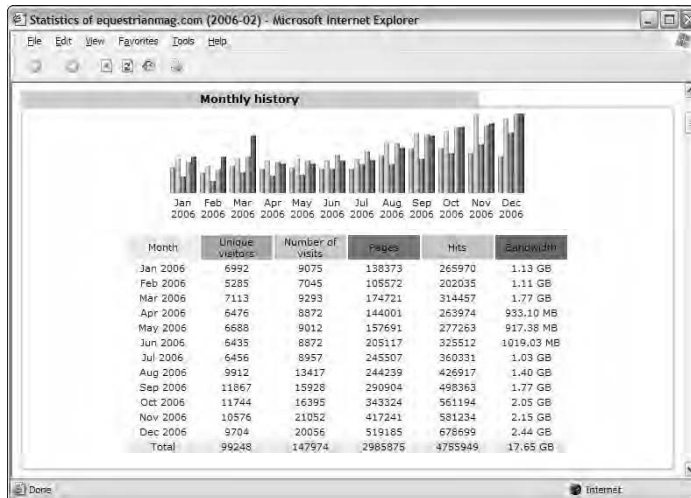 Statistics of equestrianmag.com (2006-02) - Microsoft Internet Explorer
File Edit View Favorites Tools Help
Monthly history
Jan Feb Mar Apr May Jun Jul Aug Sep Oct Nov Dec
2006 2006 2006 2006 2006 2006 2006 2006 2006 2006 2006 2006
Month Unique visitors Number of visits Pages Hits Bandwidth
Jan 2006 6992 9075 138373 265970 1.13 GB
Feb 2006 5285 7045 105572 202035 1.11 GB
Mar 2006 7113 9293 174721 314457 1.77 GB
Apr 2006 6476 8872 144001 263974 933.10 MB
May 2006 6688 9012 157691 277263 917.38 MB
Jun 2006 6435 8872 205117 325512 1019.03 MB
Jul 2006 6456 8957 245507 360331 1.03 GB
Aug 2006 9912 13417 244239 426917 1.40 GB
Sep 2006 11867 15928 290904 498363 1.77 GB
Oct 2006 11744 16395 343324 561194 2.05 GB
Nov 2006 10576 21052 417241 581234 2.15 GB
Dec 2006 9704 20056 519185 678699 2.44 GB
Total 99248 147974 2985875 4755949 17.65 GB
Done Internet